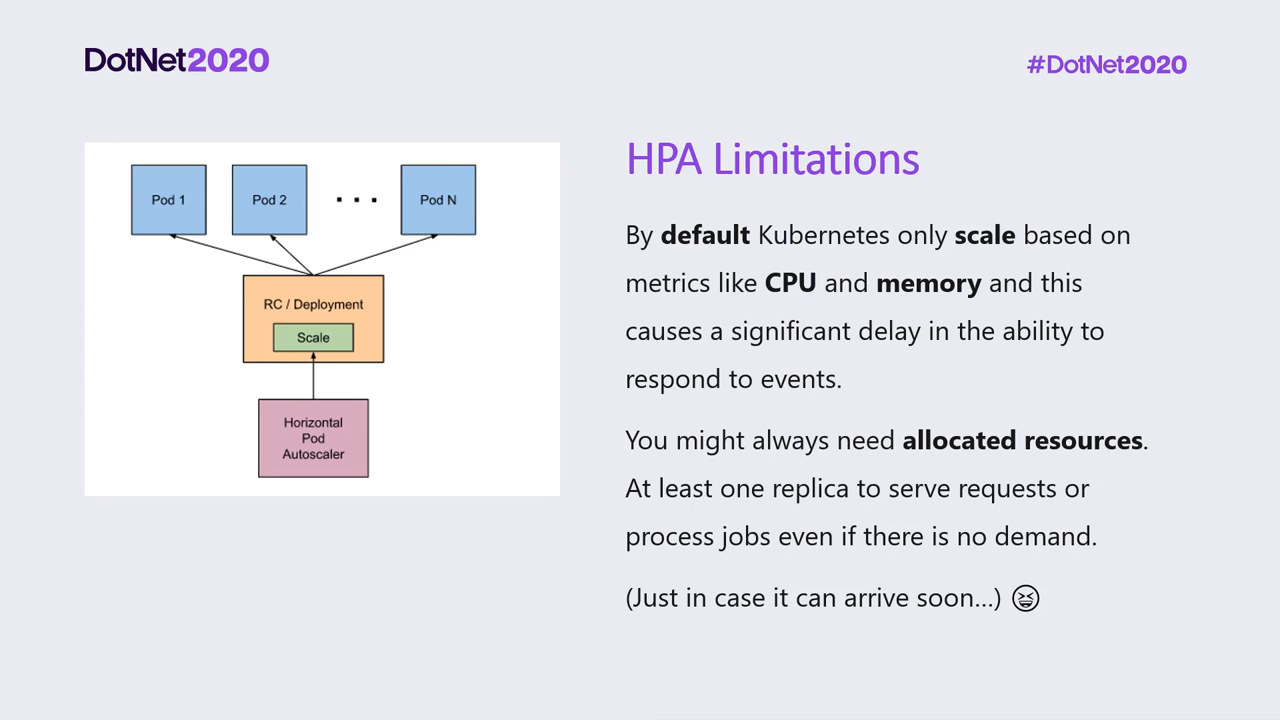 DotNet2020
#DotNet2020
Pod 1
Pod 2
. . .
Pod N
RC / Deployment
Scale
Horizontal
Pod
Autoscaler
HPA Limitations
By default Kubernetes only scale based on
metrics like CPU and memory and this
causes a significant delay in the ability to
respond to events.
You might always need allocated resources.
At least one replica to serve requests or
process jobs even if there is no demand.
(Just in case it can arrive soon...) 😆